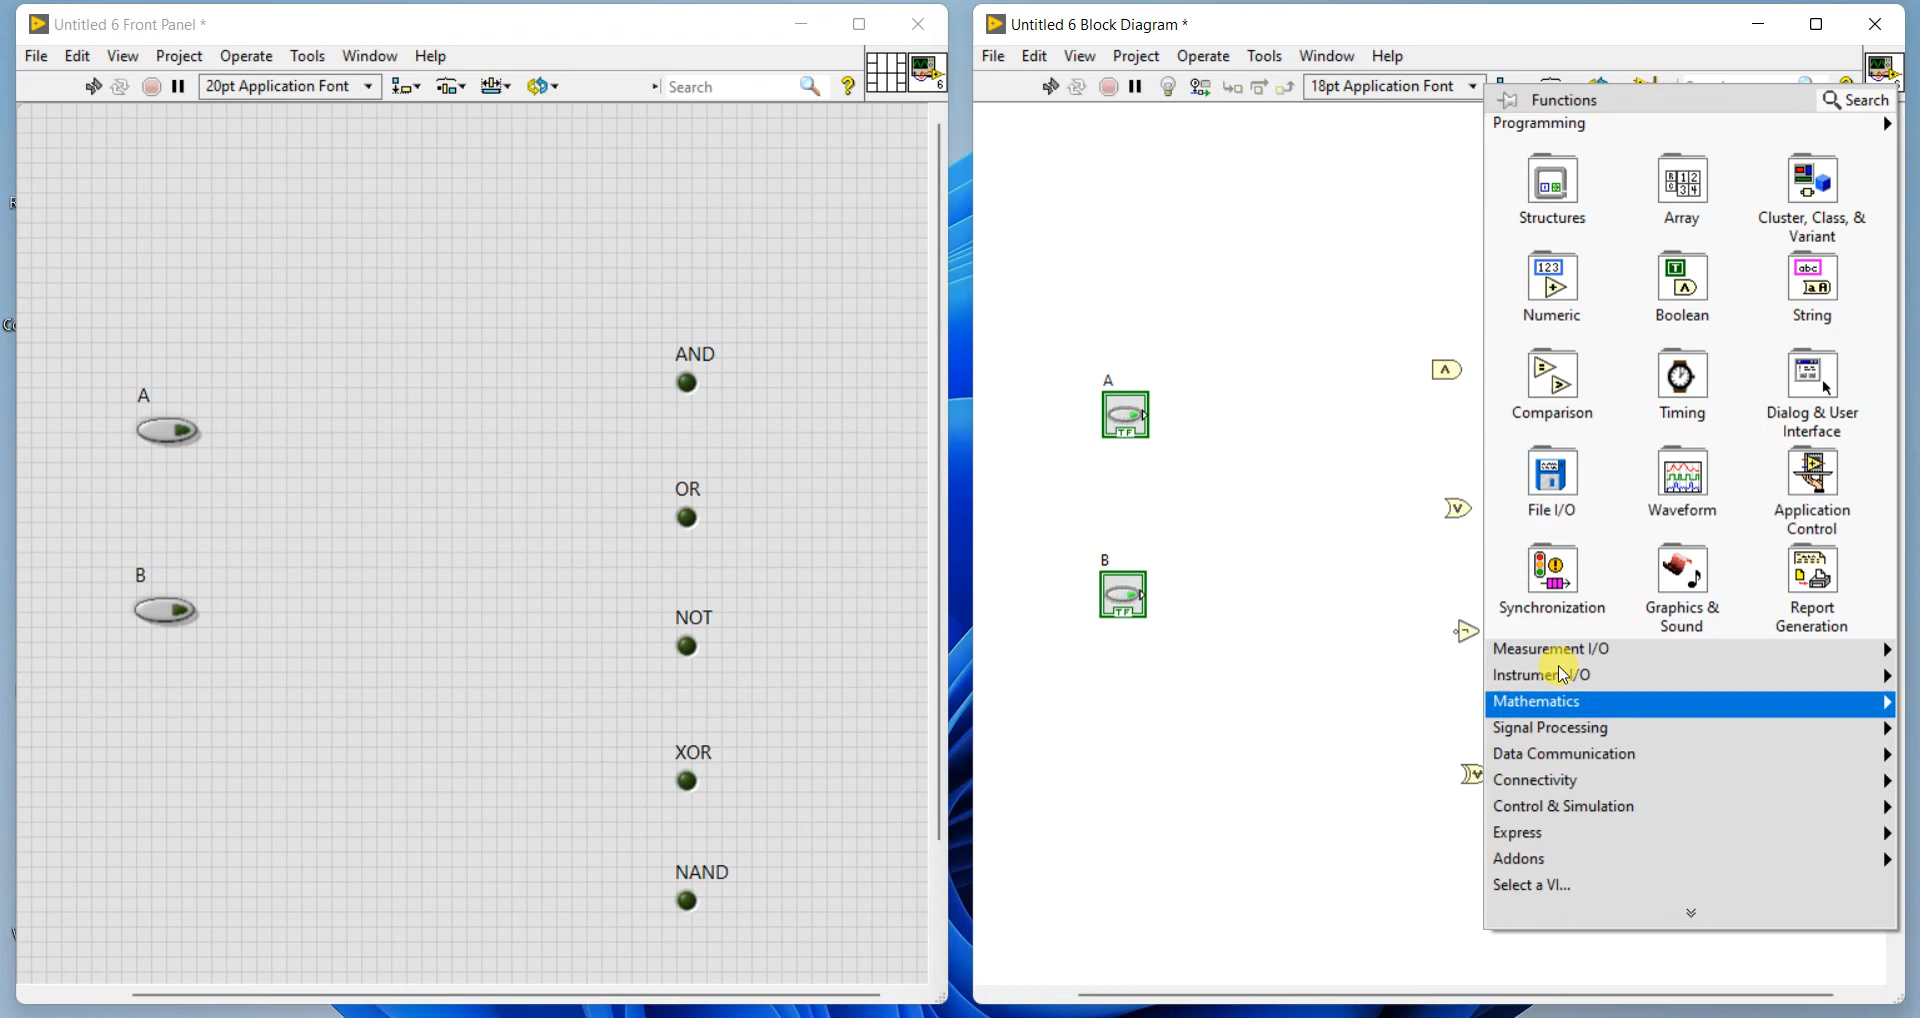 Untitled 6 Front Panel *
File Edit View Project Operate Tools Window Help
20pt Application Font
Search
?
6
A
B
AND
OR
NOT
XOR
NAND
Untitled 6 Block Diagram *
File Edit View Project Operate Tools Window Help
18pt Application Font
A
TF
B
TF
Functions
Search
Programming
Structures
Array
Cluster, Class, &
Variant
Numeric
Boolean
String
Comparison
Timing
Dialog & User
Interface
File I/O
Waveform
Application
Control
Synchronization
Graphics &
Sound
Report
Generation
Measurement I/O
Instrument I/O
Mathematics
Signal Processing
Data Communication
Connectivity
Control & Simulation
Express
Addons
Select a VI...